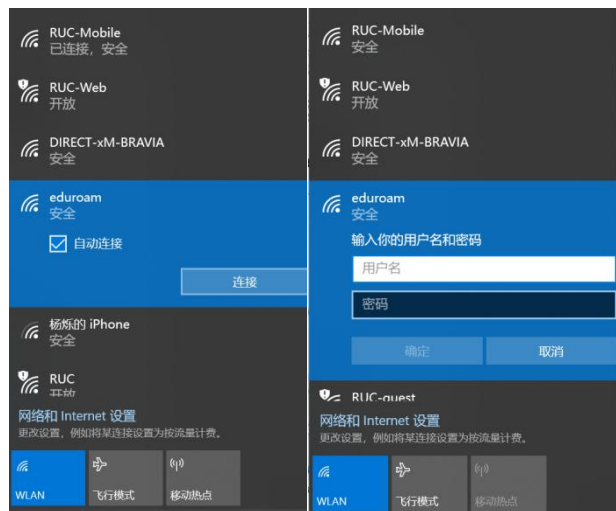 RUC-Mobile
已连接，安全
RUC-Web
开放
DIRECT-xM-BRAVIA
安全
eduroam
安全
自动连接
连接
杨烁的 iPhone
安全
RUC
开放
网络和 Internet 设置
更改设置，例如将某连接设置为按流量计费。
WLAN
飞行模式
移动热点
RUC-Mobile
安全
RUC-Web
开放
DIRECT-xM-BRAVIA
安全
eduroam
安全
输入你的用户名和密码
用户名
密码
确定
取消
RUC-guest
网络和 Internet 设置
更改设置，例如将某连接设置为按流量计费。
WLAN
飞行模式
移动热点